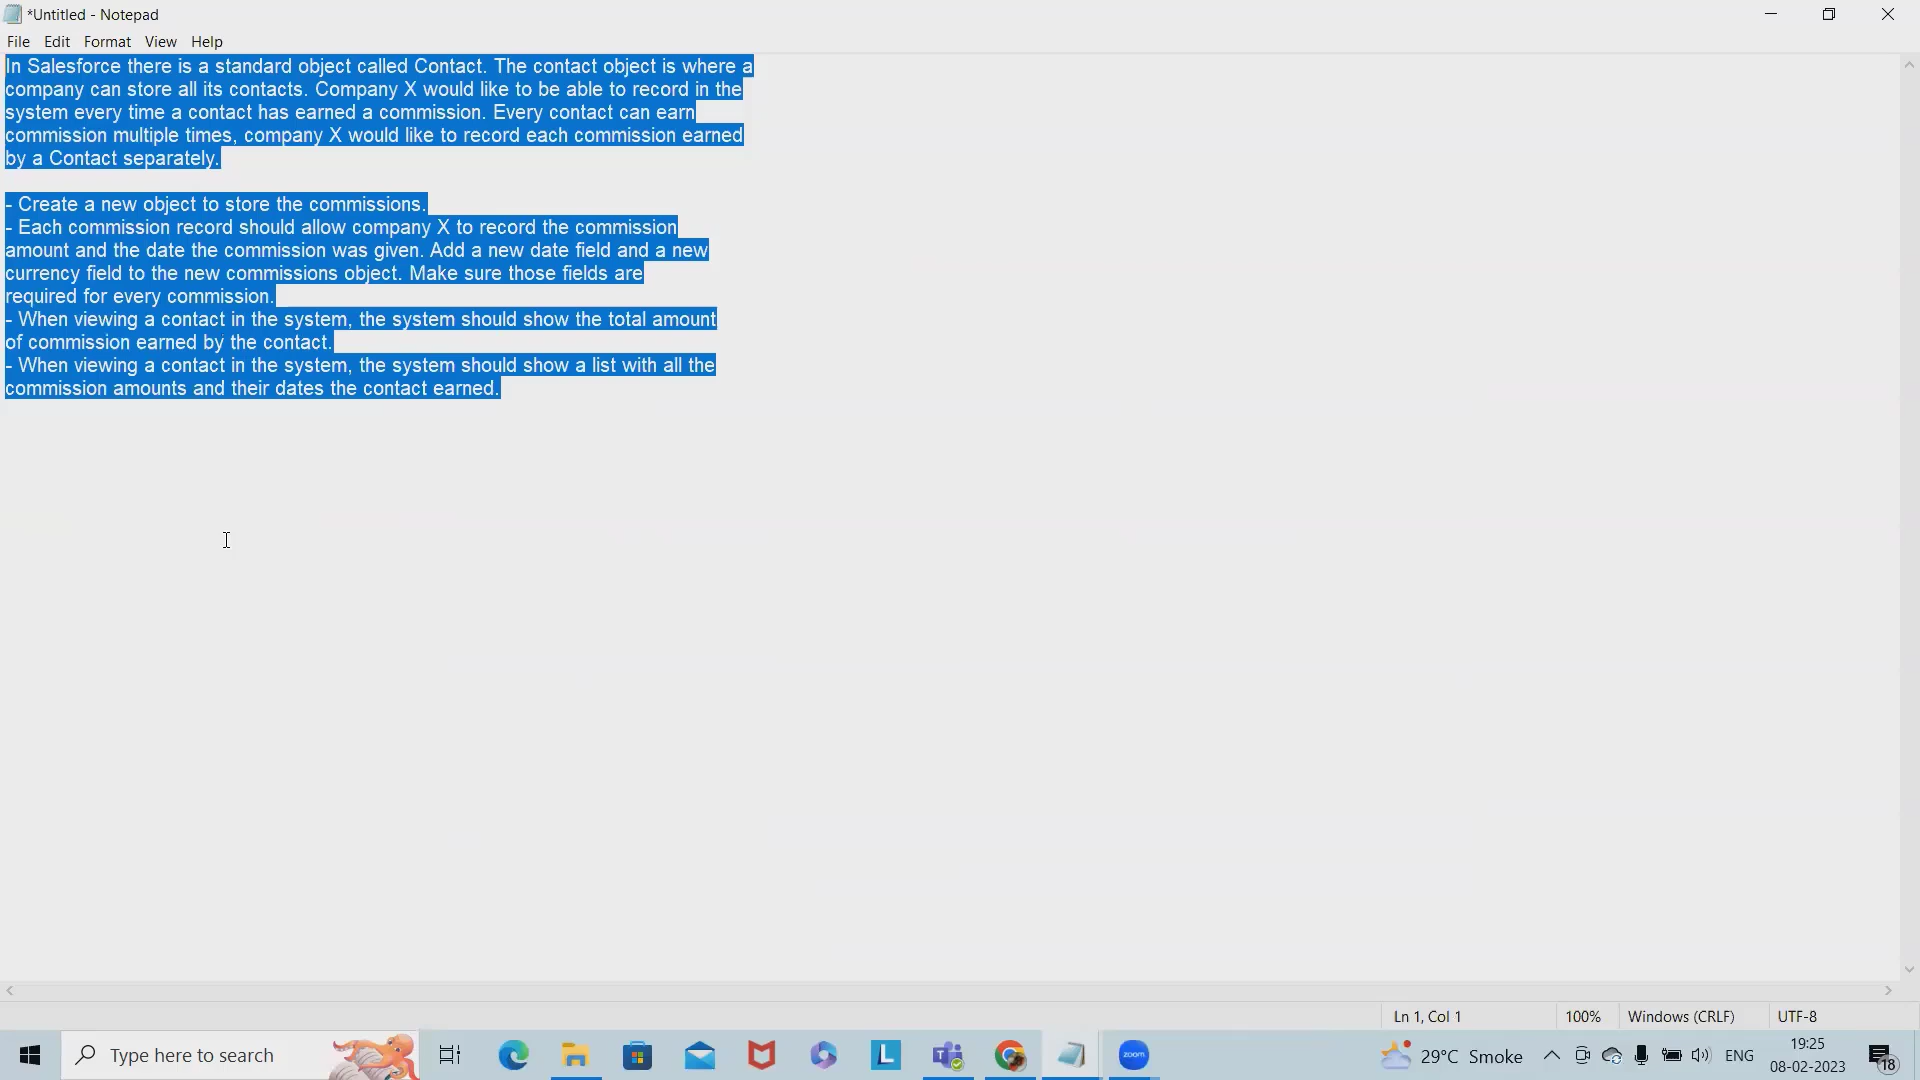 *Untitled - Notepad
File Edit Format View Help
In Salesforce there is a standard object called Contact. The contact object is where a
company can store all its contacts. Company X would like to be able to record in the
system every time a contact has earned a commission. Every contact can earn
commission multiple times, company X would like to record each commission earned
by a Contact separately.
- Create a new object to store the commissions.
- Each commission record should allow company X to record the commission
amount and the date the commission was given. Add a new date field and a new
currency field to the new commissions object. Make sure those fields are
required for every commission.
- When viewing a contact in the system, the system should show the total amount
of commission earned by the contact.
- When viewing a contact in the system, the system should show a list with all the
commission amounts and their dates the contact earned.
Ln 1, Col 1
100%
Windows (CRLF)
UTF-8
Type here to search
L
T
zoom
29°C Smoke
ENG
19:25
08-02-2023
18